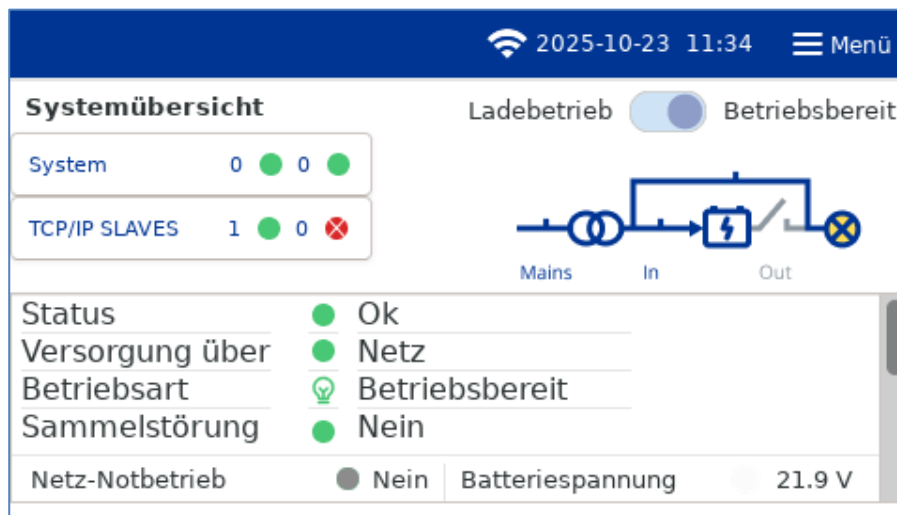 2025-10-23 11:34 Menü
Systemübersicht
Ladebetrieb Betriebsbereit
System 0 0
TCP/IP SLAVES 1 0
Mains In Out
Status Ok
Versorgung über Netz
Betriebsart Betriebsbereit
Sammelstörung Nein
Netz-Notbetrieb Nein Batteriespannung 21.9 V